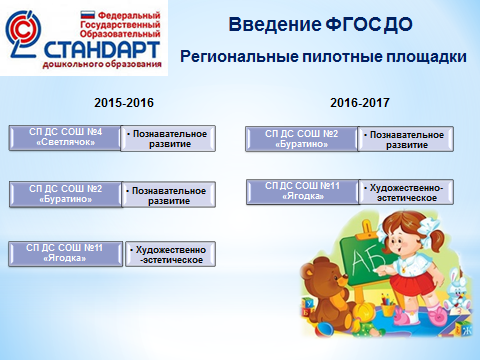 Федеральный
Государственный
Образовательный
СТАНДАРТ
дошкольного образования
Введение ФГОС ДО
Региональные пилотные площадки
2015-2016
2016-2017
СП ДС СОШ №4
«Светлячок»
• Познавательное
развитие
СП ДС СОШ №2
«Буратино»
• Познавательное
развитие
СП ДС СОШ №2
«Буратино»
• Познавательное
развитие
СП ДС СОШ №11
«Ягодка»
• Художественно-
эстетическое
СП ДС СОШ №11
«Ягодка»
• Художественно
-эстетическое
АБ